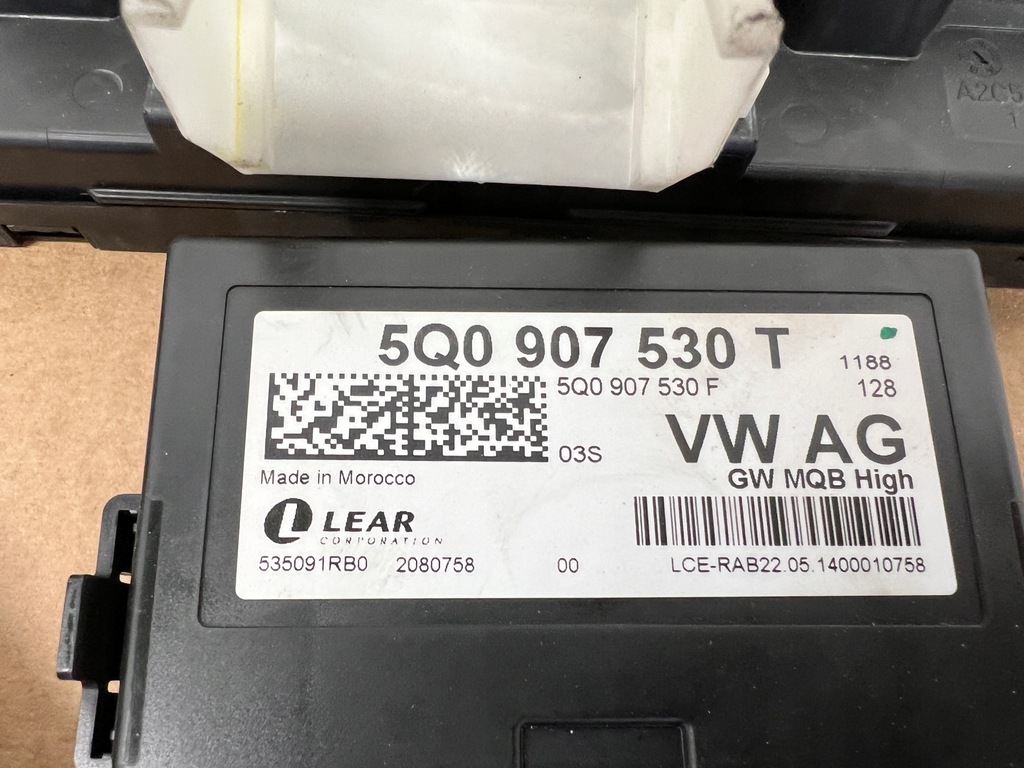 5Q0 907 530 T
1188
5Q0 907 530 F
128
03S
VW AG
GW MQB High
Made in Morocco
LEAR
CORPORATION
535091RB0 2080758 00 LCE-RAB22.05.1400010758